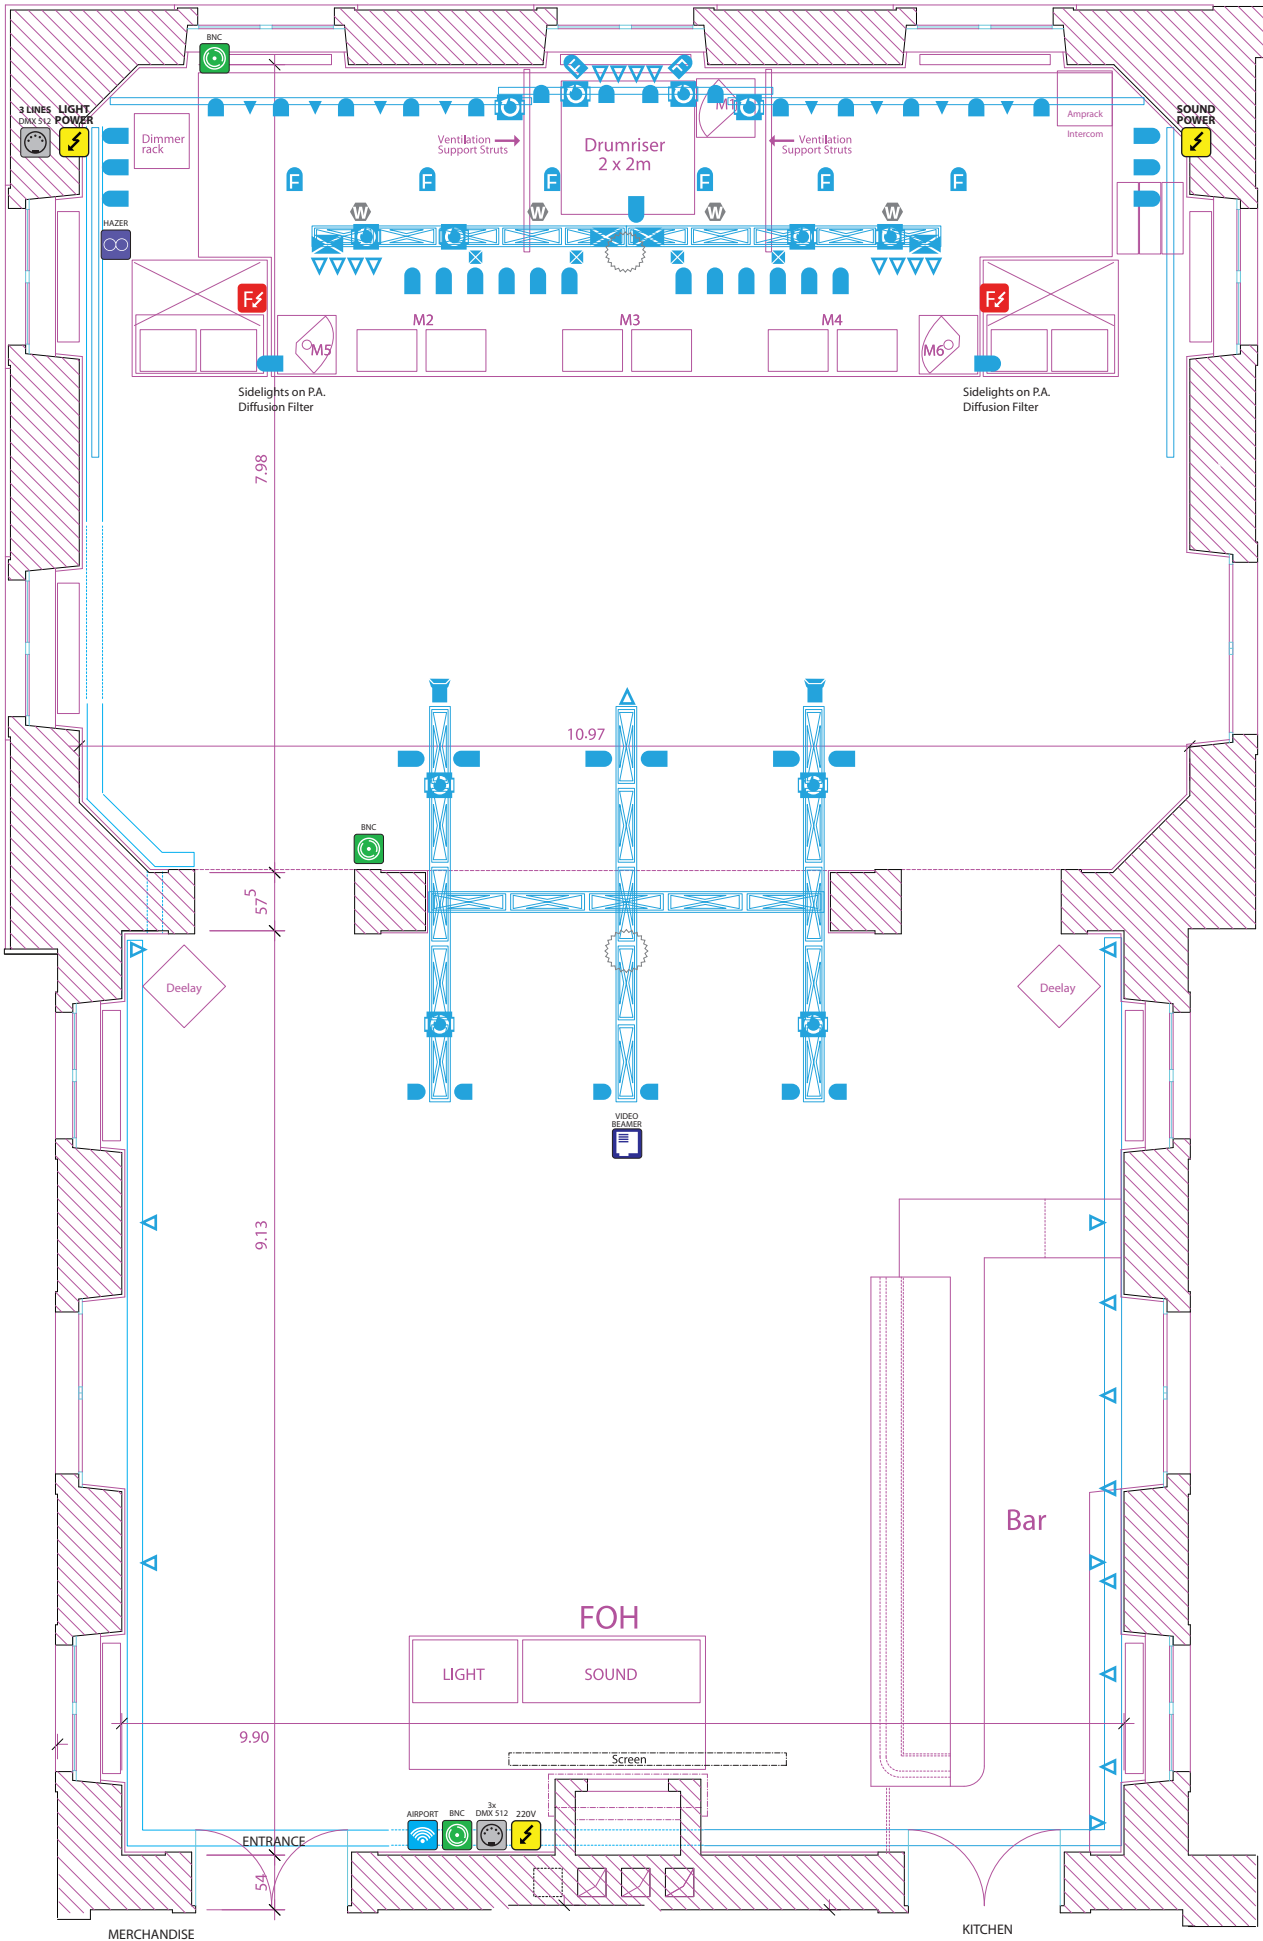 BNC
3 LINES
DMX 512
LIGHT
POWER
Dimmer
rack
HAZER
Ventilation
Support Struts
Drumriser
2 x 2m
M1
Ventilation
Support Struts
Amprack
Intercom
SOUND
POWER
F
F
F
F
F
F
F
F
W
W
W
W
F
F
M5
M2
M3
M4
M6
Sidelights on P.A.
Diffusion Filter
Sidelights on P.A.
Diffusion Filter
7.98
10.97
BNC
57 5
Deelay
Deelay
VIDEO
BEAMER
9.13
Bar
FOH
LIGHT
SOUND
9.90
Screen
AIRPORT
BNC
3x
DMX 512
220V
ENTRANCE
54
MERCHANDISE
KITCHEN